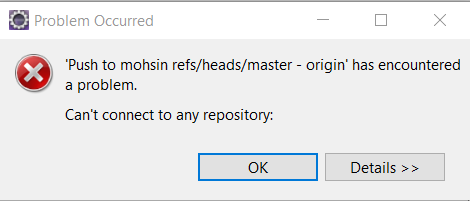 Problem Occurred
'Push to mohsin refs/heads/master - origin' has encountered
a problem.
Can't connect to any repository:
OK
Details >>